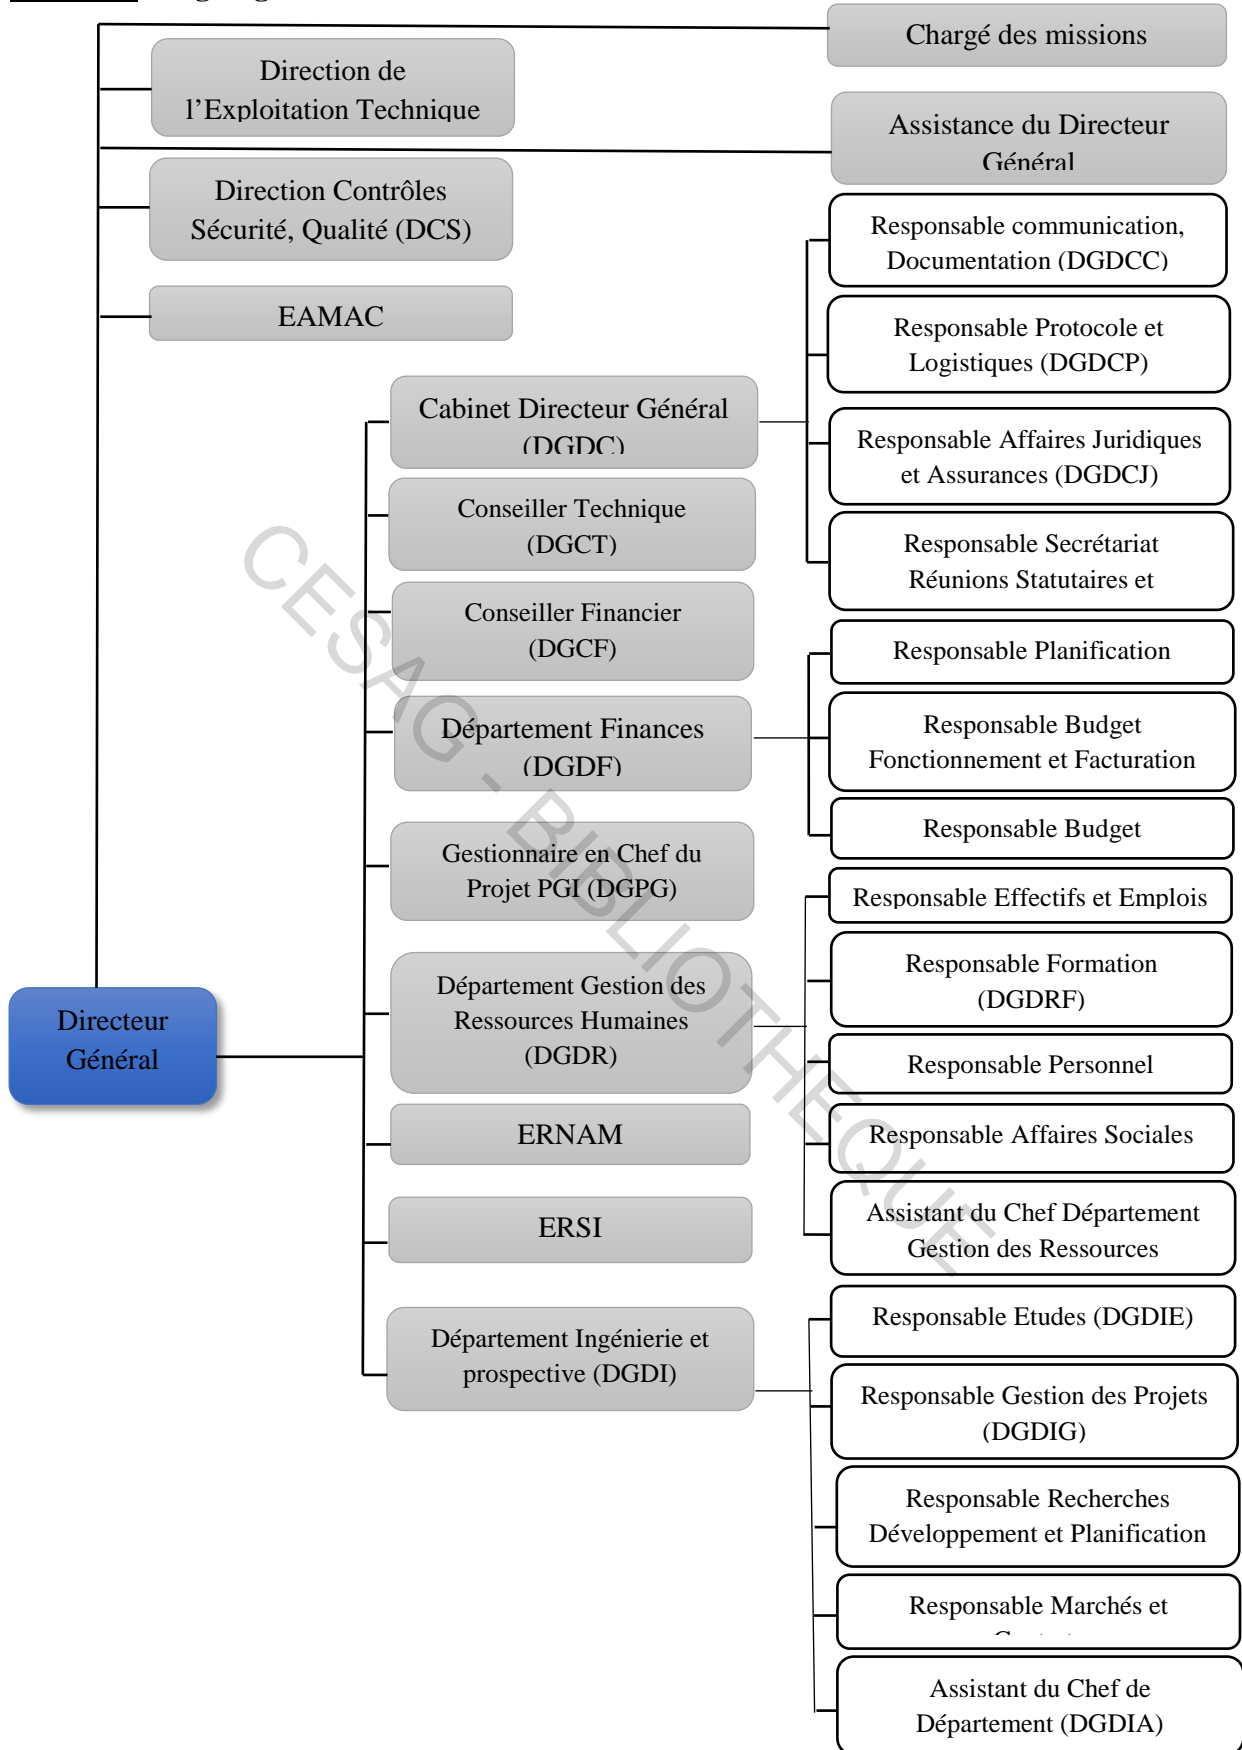 Chargé des missions
Direction de
l'Exploitation Technique
Assistance du Directeur
Général
Direction Contrôles
Sécurité, Qualité (DCS)
Responsable communication,
Documentation (DGDCC)
EAMAC
Responsable Protocole et
Logistiques (DGDCP)
Cabinet Directeur Général
(DGDC)
Responsable Affaires Juridiques
et Assurances (DGDCJ)
Conseiller Technique
(DGCT)
Responsable Secrétariat
Réunions Statutaires et
Conseiller Financier
(DGCF)
Responsable Planification
Département Finances
(DGDF)
Responsable Budget
Fonctionnement et Facturation
Responsable Budget
Gestionnaire en Chef du
Projet PGI (DGPG)
Responsable Effectifs et Emplois
Département Gestion des
Ressources Humaines
(DGDR)
Responsable Formation
(DGDRF)
Directeur
Général
Responsable Personnel
ERNAM
Responsable Affaires Sociales
ERSI
Assistant du Chef Département
Gestion des Ressources
Département Ingénierie et
prospective (DGDI)
Responsable Etudes (DGDIE)
Responsable Gestion des Projets
(DGDIG)
Responsable Recherches
Développement et Planification
Responsable Marchés et
Assistant du Chef de
Département (DGDIA)
CESAG - BIBLIOTHEQUE